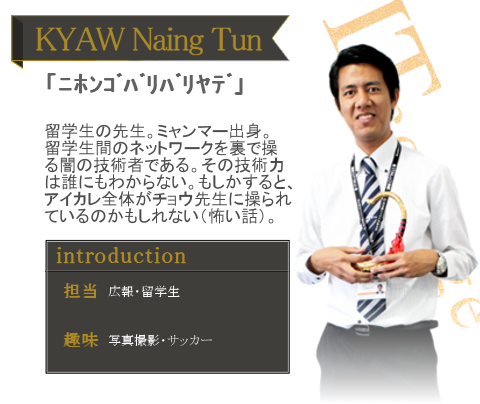 KYAW Naing Tun
「ﾆﾎﾝｺﾞﾊﾞﾘﾊﾞﾘﾔﾃﾞ」
留学生の先生。ミャンマー出身。
留学生間のネットワークを裏で操
る闇の技術者である。その技術力
は誰にもわからない。もしかすると、
アイカレ全体がチョウ先生に操られ
ているのかもしれない（怖い話）。
introduction
担当 広報・留学生
趣味 写真撮影・サッカー